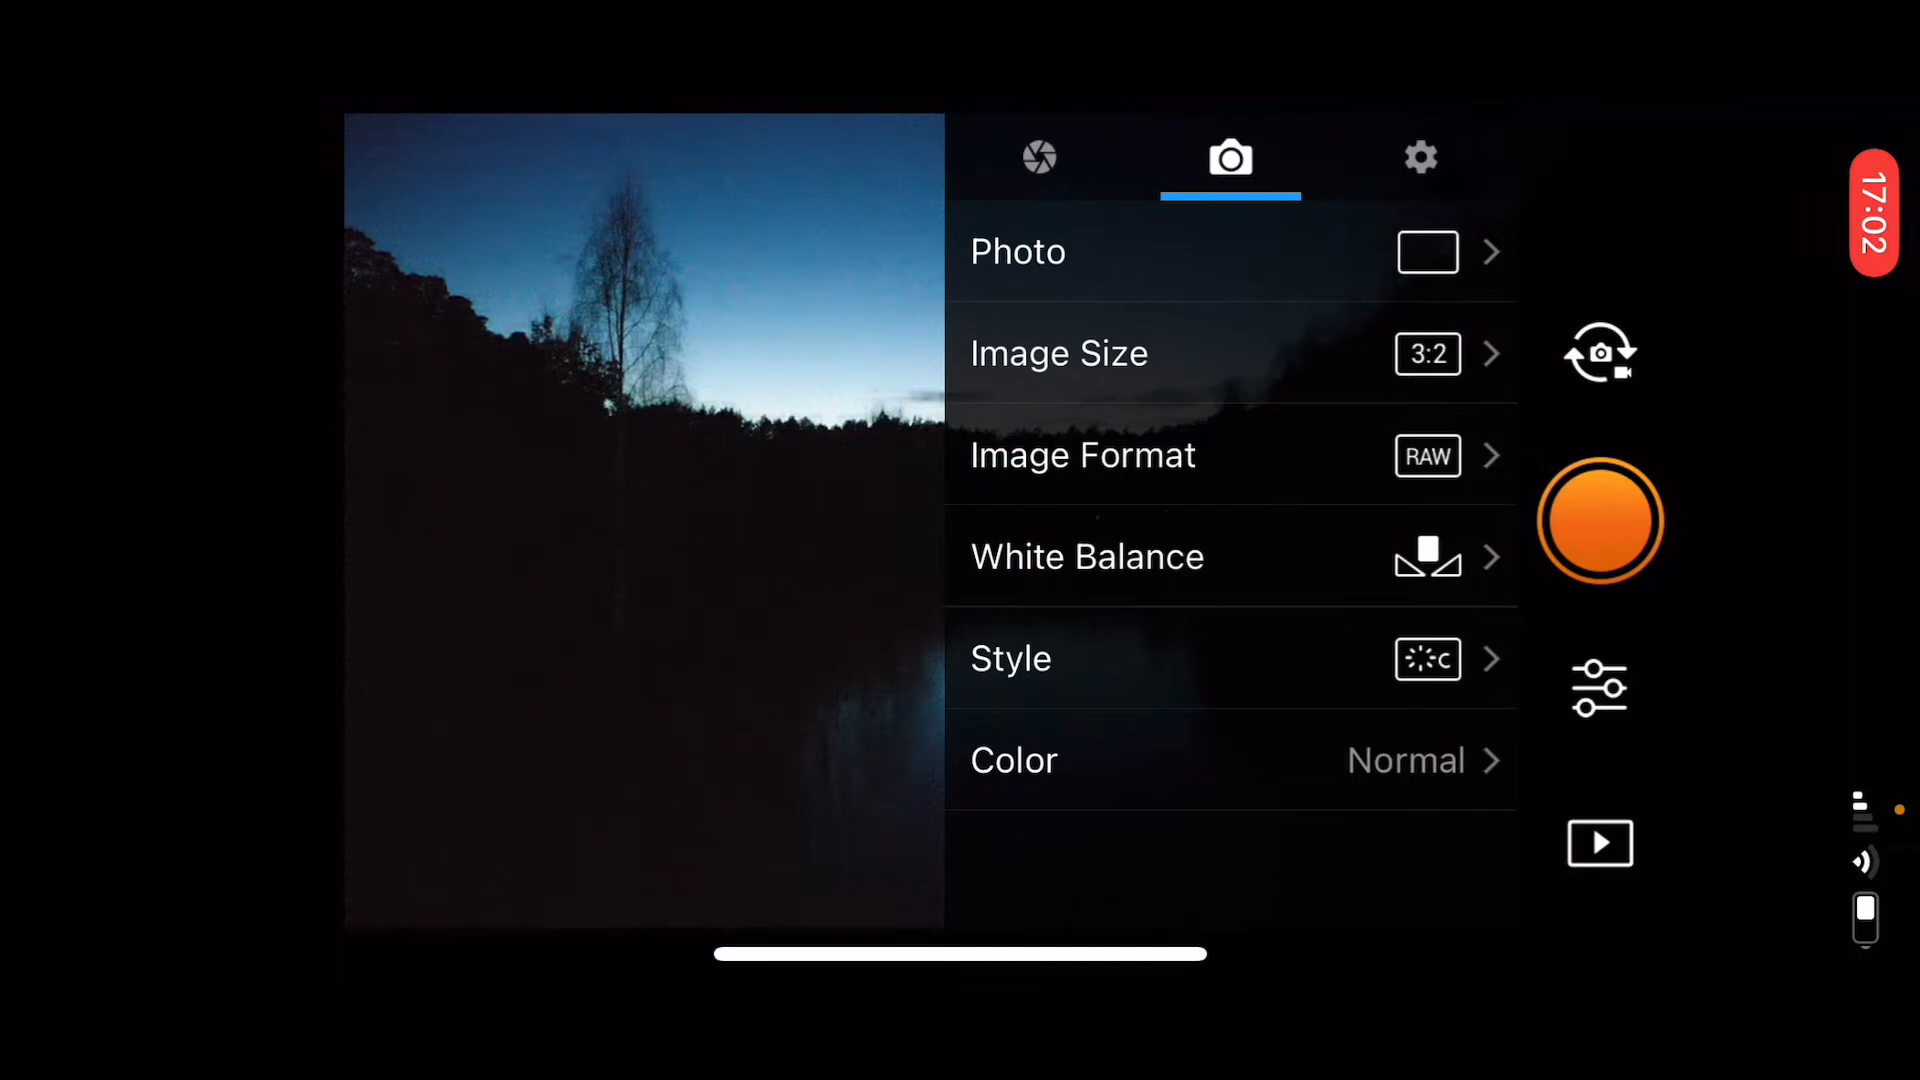 Photo
Image Size 3:2
Image Format RAW
White Balance
Style C
Color Normal
17:02